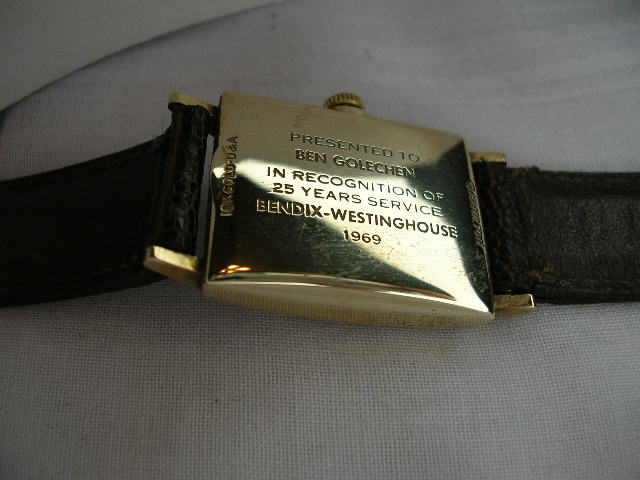 PRESENTED TO
BEN GOLECHEN
IN RECOGNITION OF
25 YEARS SERVICE
BENDIX-WESTINGHOUSE
1969
10K GOLD-D&A